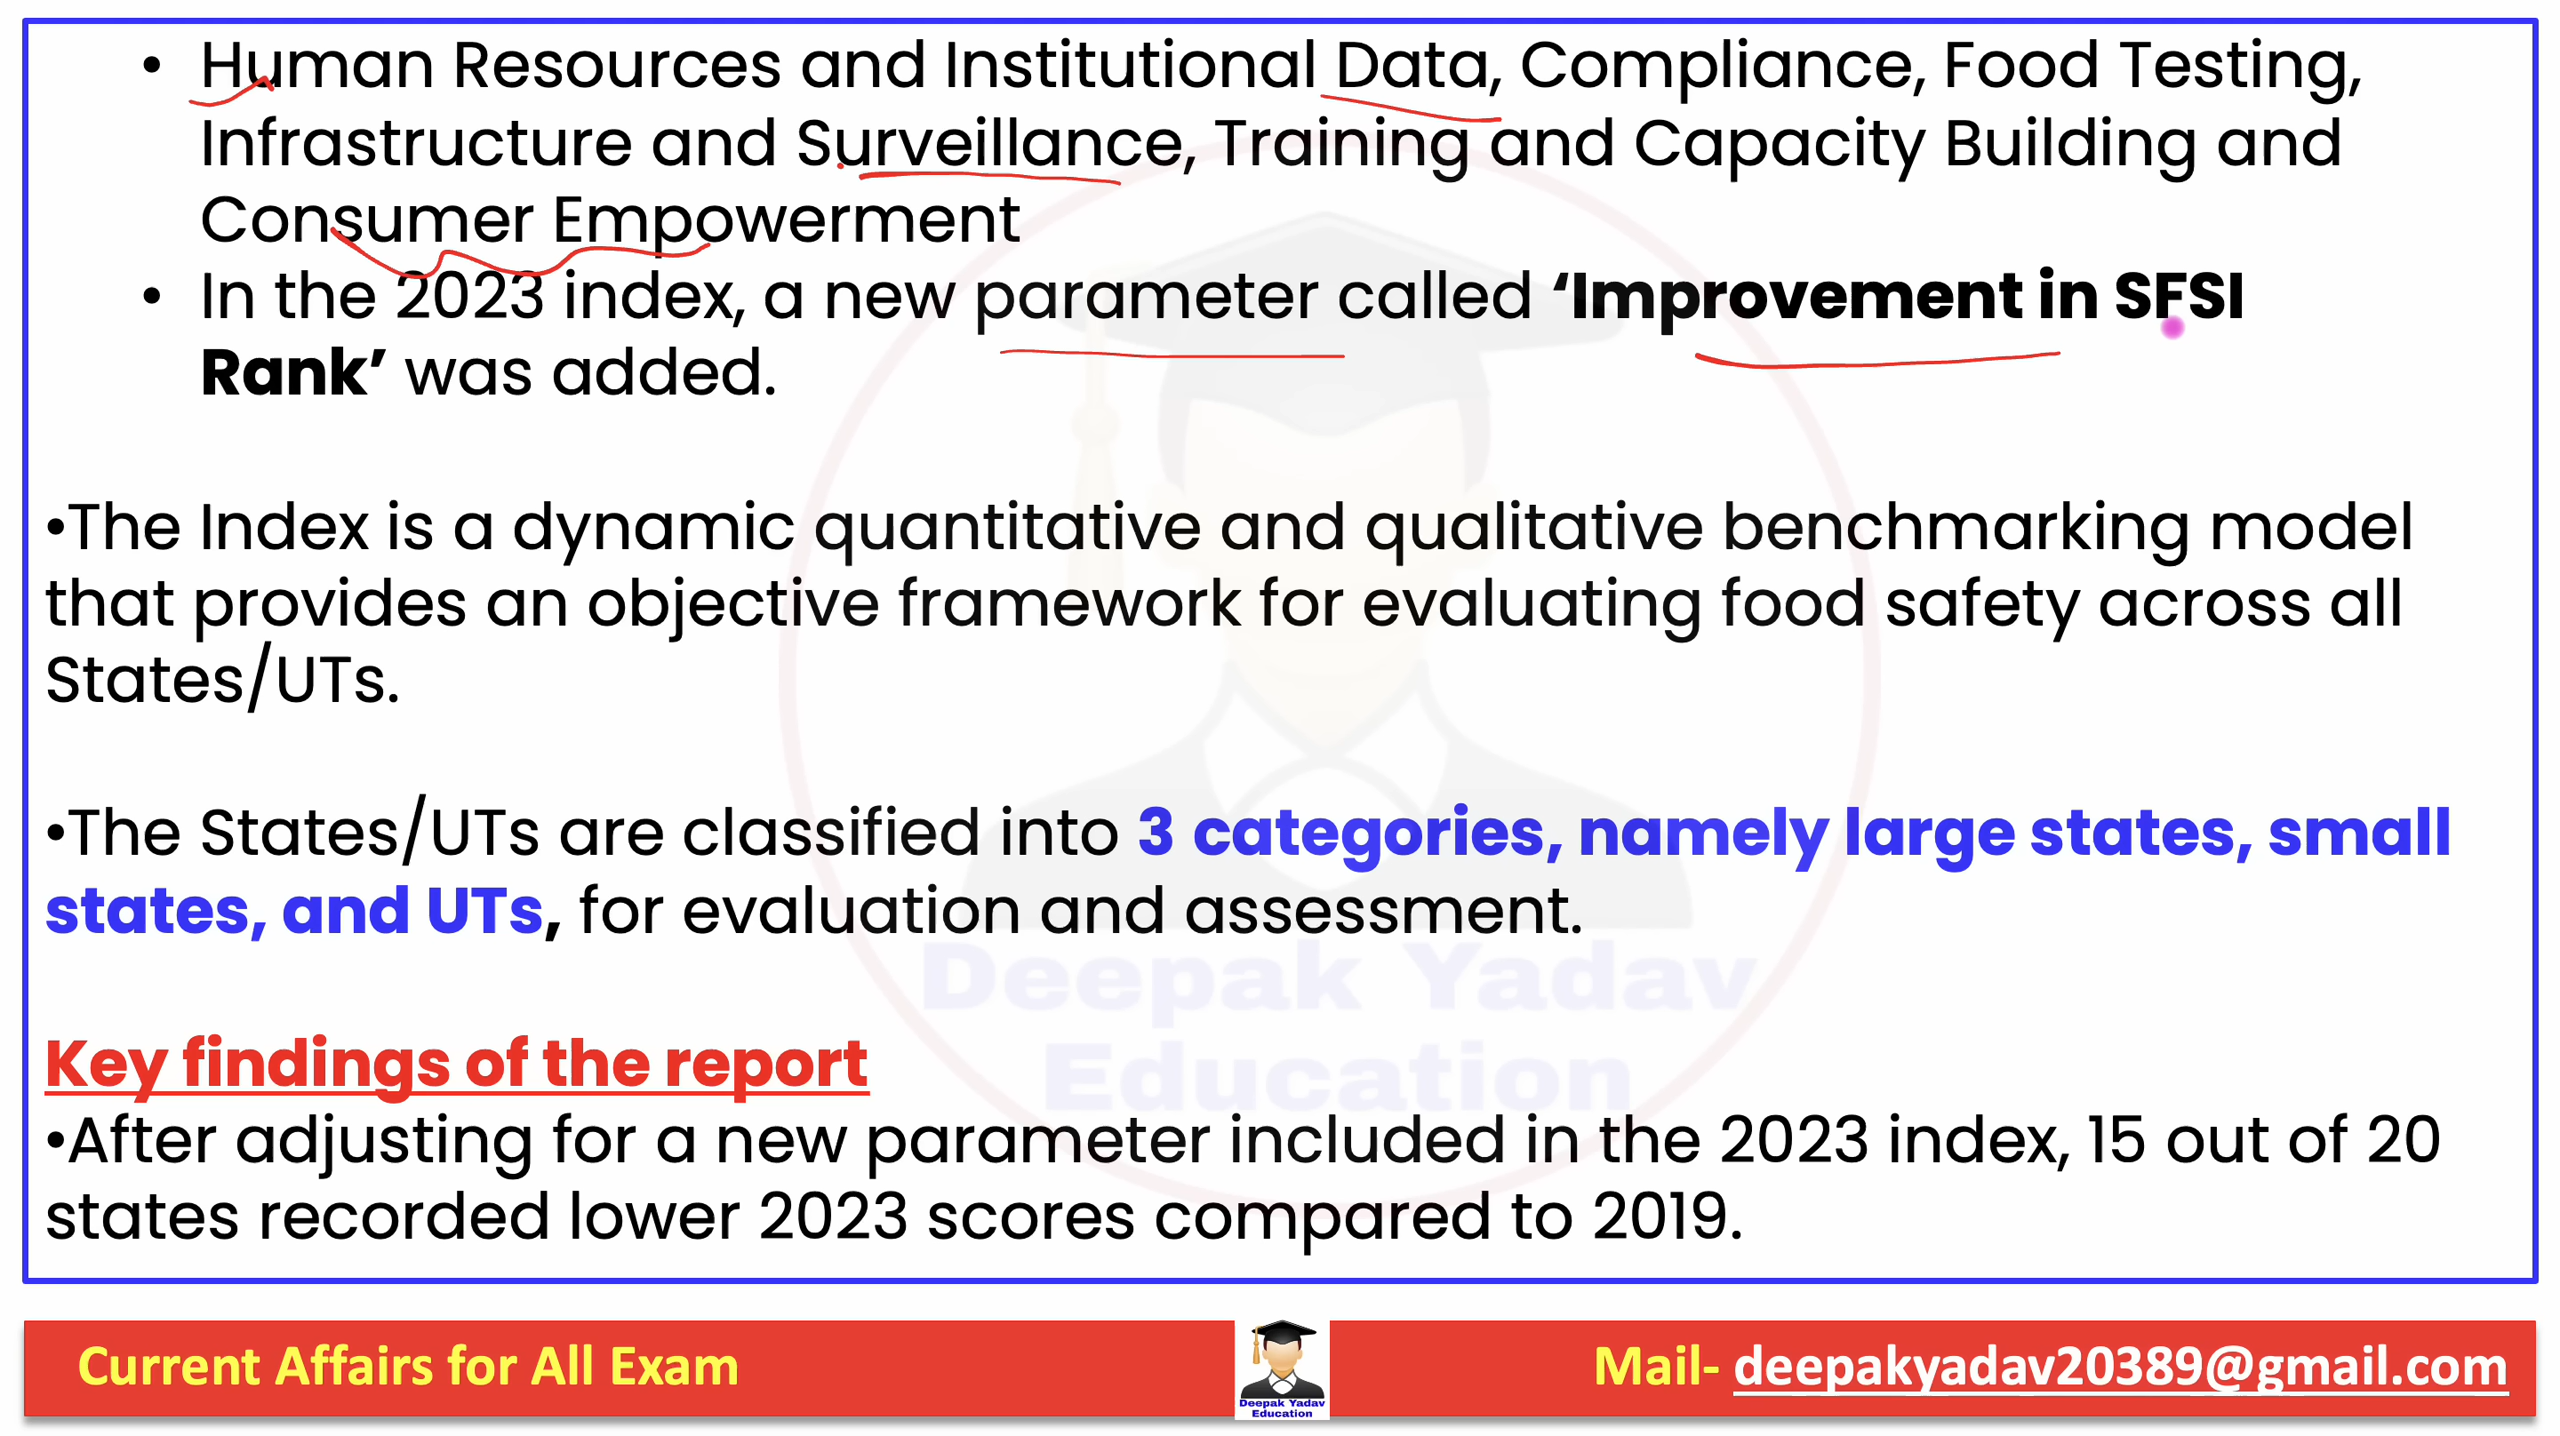 • Human Resources and Institutional Data, Compliance, Food Testing,
Infrastructure and Surveillance, Training and Capacity Building and
Consumer Empowerment
• In the 2023 index, a new parameter called ‘Improvement in SFSI
Rank’ was added.
•The Index is a dynamic quantitative and qualitative benchmarking model
that provides an objective framework for evaluating food safety across all
States/UTs.
•The States/UTs are classified into 3 categories, namely large states, small
states, and UTs, for evaluation and assessment.
Deepak Yadav
Education
Key findings of the report
•After adjusting for a new parameter included in the 2023 index, 15 out of 20
states recorded lower 2023 scores compared to 2019.
Current Affairs for All Exam
Deepak Yadav
Education
Mail- deepakyadav20389@gmail.com